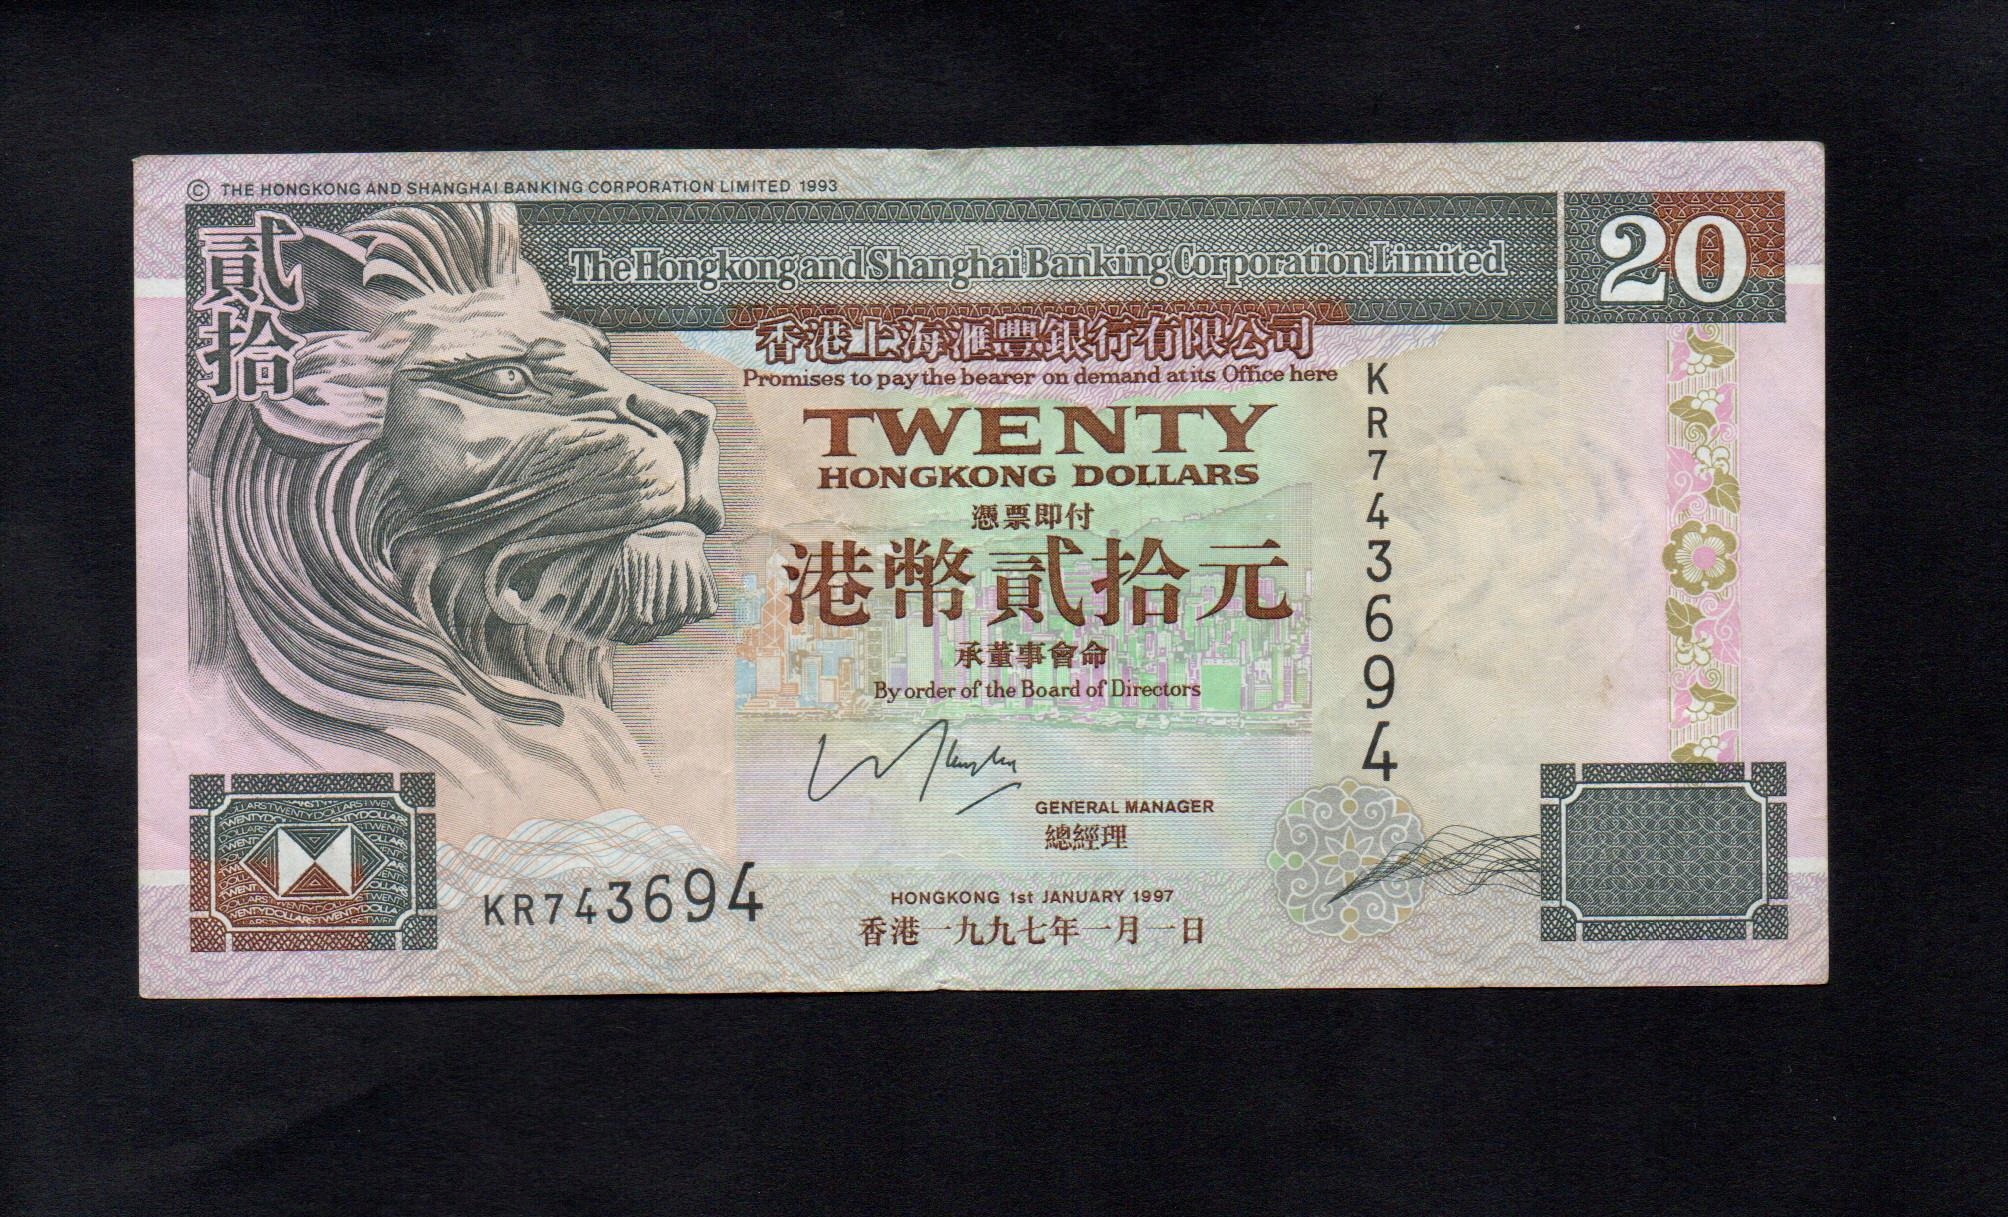 © THE HONGKONG AND SHANGHAI BANKING CORPORATION LIMITED 1993
貳拾
The Hongkong and Shanghai Banking Corporation Limited
20
香港上海滙豐銀行有限公司
Promises to pay the bearer on demand at its Office here
TWENTY
HONGKONG DOLLARS
憑票即付
港幣貳拾元
承董事會命
By order of the Board of Directors
KR743694
GENERAL MANAGER
總經理
KR743694
HONGKONG 1st JANUARY 1997
香港一九九七年一月一日